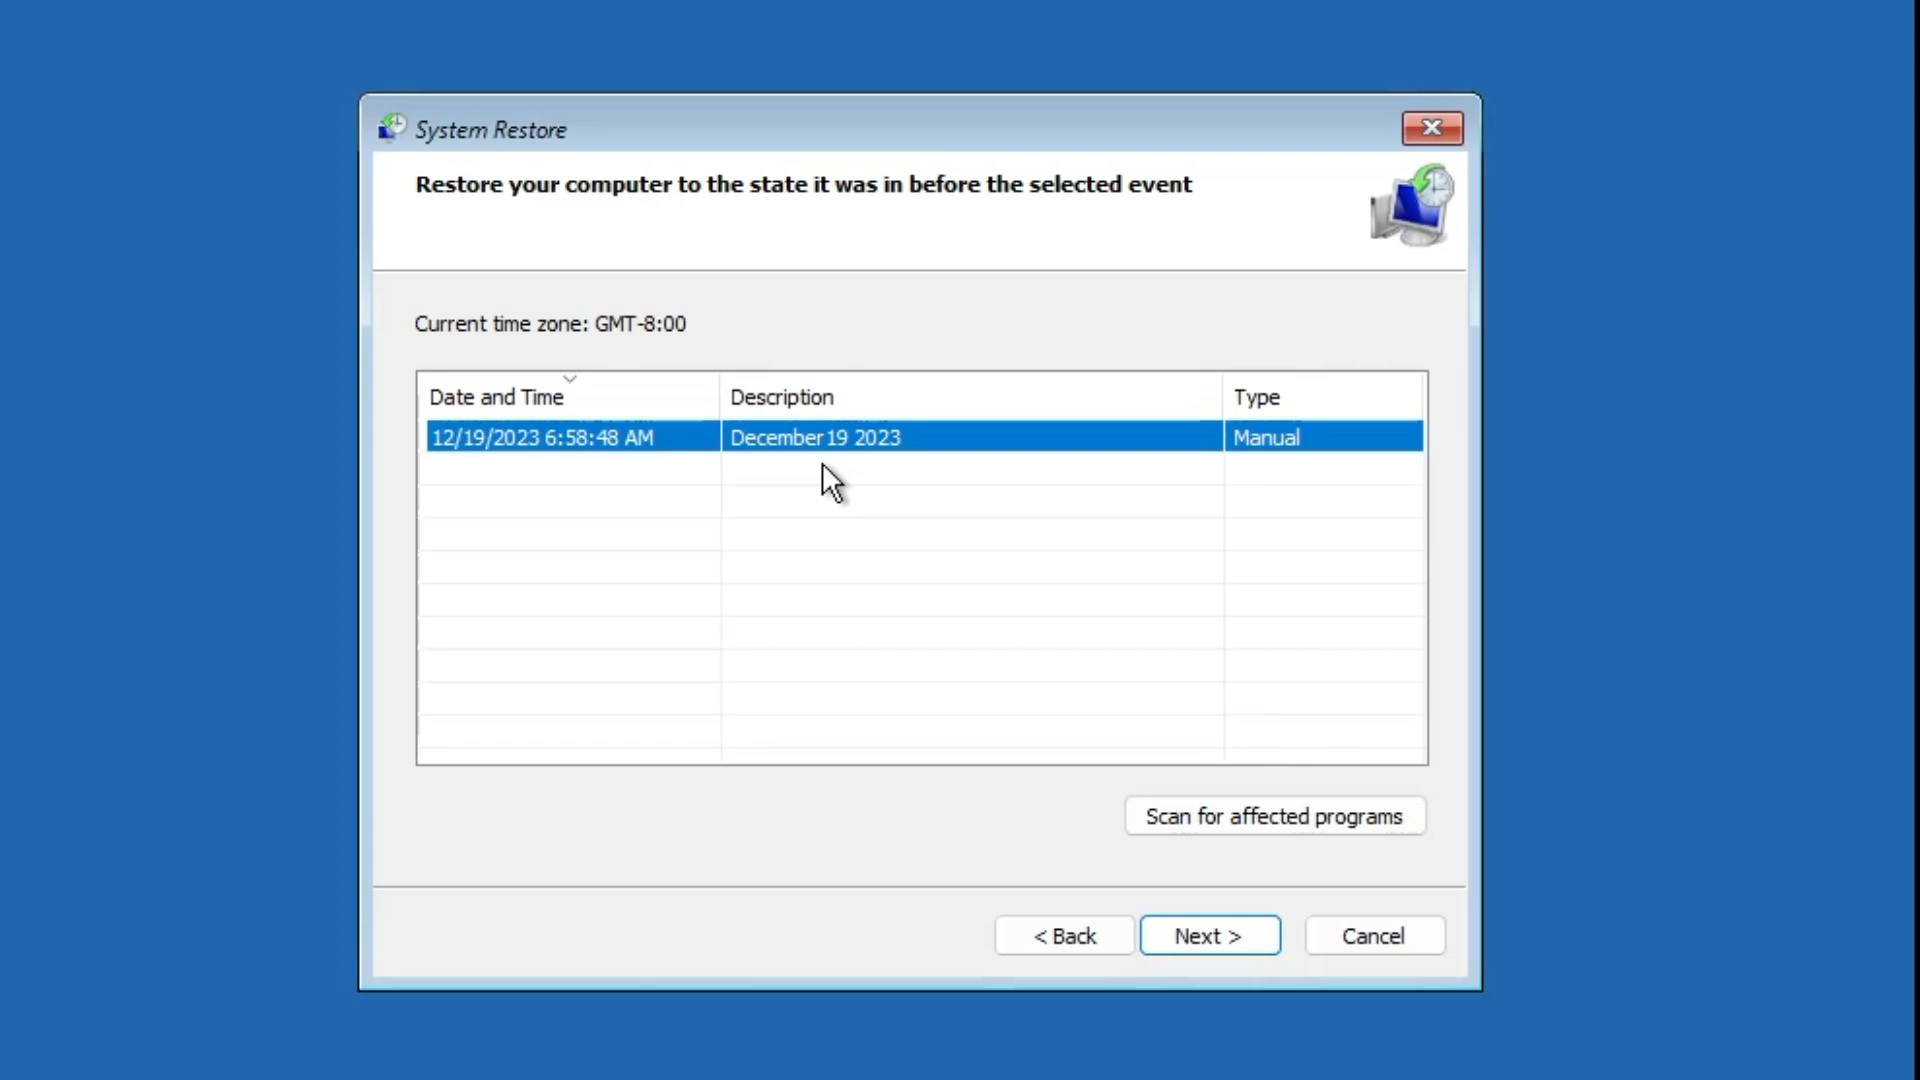 System Restore
Restore your computer to the state it was in before the selected event
Current time zone: GMT-8:00
Date and Time Description Type
12/19/2023 6:58:48 AM December 19 2023 Manual
Scan for affected programs
< Back Next > Cancel